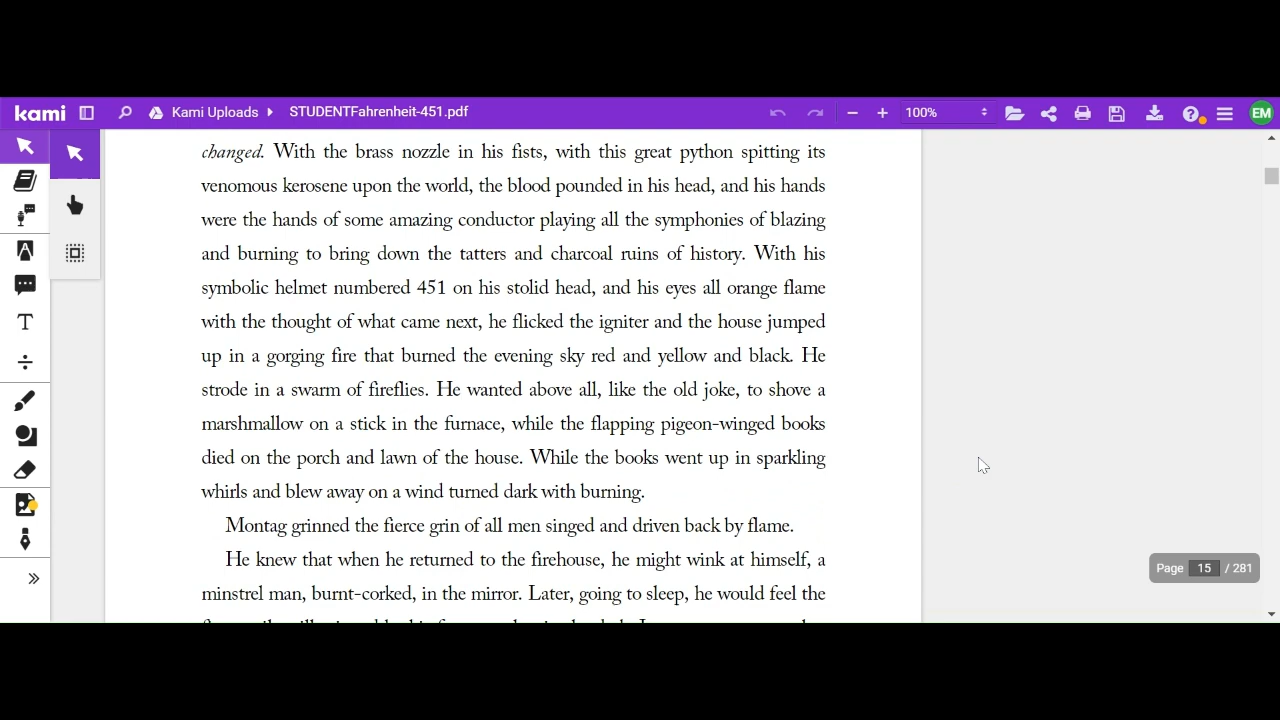 kami
Kami Uploads
STUDENTFahrenheit-451.pdf
100%
EM
changed. With the brass nozzle in his fists, with this great python spitting its
venomous kerosene upon the world, the blood pounded in his head, and his hands
were the hands of some amazing conductor playing all the symphonies of blazing
and burning to bring down the tatters and charcoal ruins of history. With his
symbolic helmet numbered 451 on his stolid head, and his eyes all orange flame
with the thought of what came next, he flicked the igniter and the house jumped
up in a gorging fire that burned the evening sky red and yellow and black. He
strode in a swarm of fireflies. He wanted above all, like the old joke, to shove a
marshmallow on a stick in the furnace, while the flapping pigeon-winged books
died on the porch and lawn of the house. While the books went up in sparkling
whirls and blew away on a wind turned dark with burning.
Montag grinned the fierce grin of all men singed and driven back by flame.
He knew that when he returned to the firehouse, he might wink at himself, a
minstrel man, burnt-corked, in the mirror. Later, going to sleep, he would feel the
Page 15 / 281